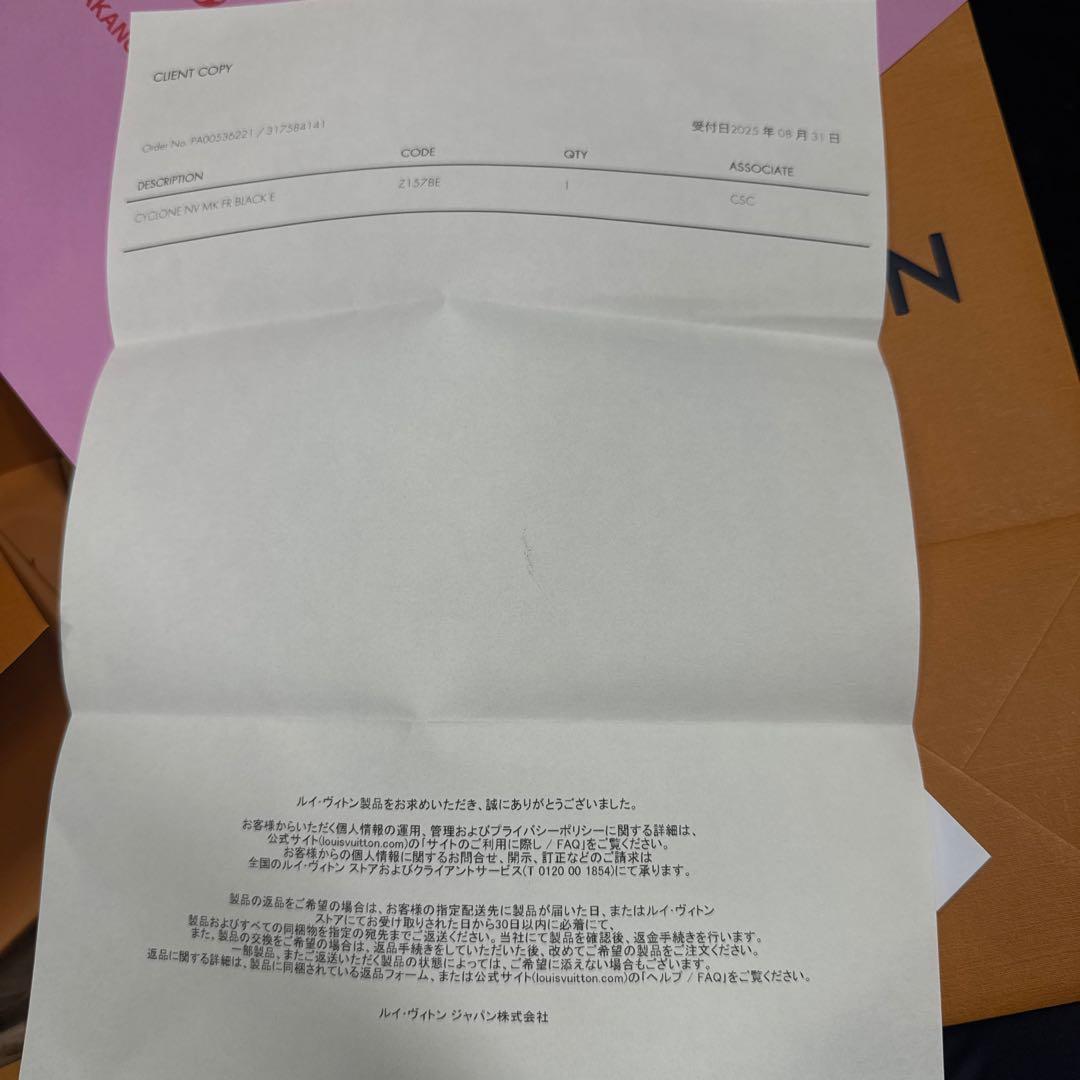 CLIENT COPY
Order No. PA00536221 / 317584141
受付日2025 年 08 月 31 日
DESCRIPTION CODE QTY ASSOCIATE
CYCLONE NV MK FR BLACK E Z1578E 1 CSC
N
ルイ・ヴィトン製品をお求めいただき、誠にありがとうございました。
お客様からいただく個人情報の運用、管理およびプライバシーポリシーに関する詳細は、
公式サイト(louisvuitton.com)の「サイトのご利用に際し / FAQ」をご覧ください。
お客様からの個人情報に関するお問合せ、開示、訂正などのご請求は
全国のルイ・ヴィトン ストアおよびクライアントサービス(T 0120 00 1854)にて承ります。
製品の返品をご希望の場合は、お客様の指定配送先に製品が届いた日、またはルイ・ヴィトン
ストアにてお受け取りされた日から30日以内に必着にて、
製品およびすべての同梱物を指定の宛先までご返送ください。当社にて製品を確認後、返金手続きを行います。
また、製品の交換をご希望の場合は、返品手続きをしていただいた後、改めてご希望の製品をご注文ください。
一部製品、またご返送いただく製品の状態によっては、ご希望に添えない場合もございます。
返品に関する詳細は、製品に同梱されている返品フォーム、または公式サイト(louisvuitton.com)の「ヘルプ / FAQ」をご覧ください。
ルイ・ヴィトン ジャパン株式会社